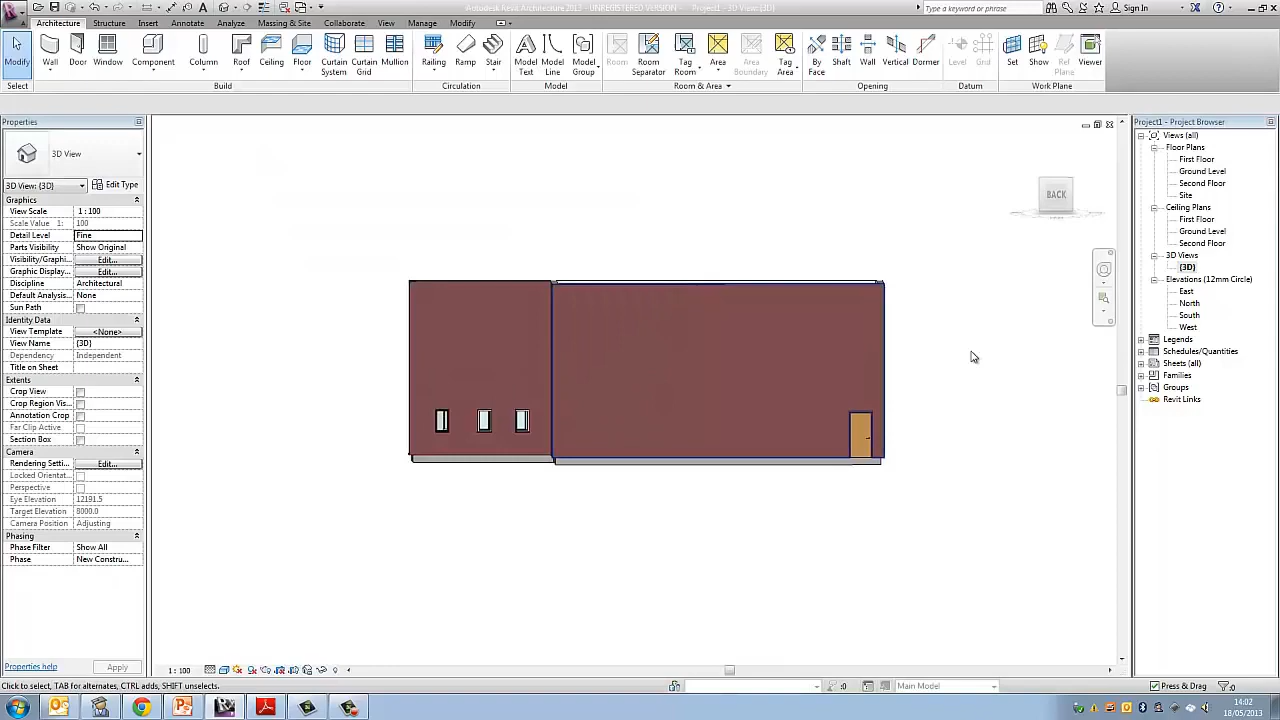 Autodesk Revit Architecture 2013 - UNREGISTERED VERSION - Project1 - 3D View: {3D}
Type a keyword or phrase
Sign In
Architecture Structure Insert Annotate Analyze Massing & Site Collaborate View Manage Modify
Modify Wall Door Window Component Column Roof Ceiling Floor Curtain System Curtain Grid Mullion Railing Ramp Stair Model Text Model Line Model Group Room Room Separator Tag Room Area Area Boundary Tag Area By Face Shaft Wall Vertical Dormer Level Grid Set Show Ref Plane Viewer
Select Build Circulation Model Room & Area Opening Datum Work Plane
Properties
3D View
3D View: {3D} Edit Type
Graphics
View Scale 1 : 100
Scale Value 1: 100
Detail Level Fine
Parts Visibility Show Original
Visibility/Graphi... Edit...
Graphic Display... Edit...
Discipline Architectural
Default Analysis... None
Sun Path
Identity Data
View Template <None>
View Name {3D}
Dependency Independent
Title on Sheet
Extents
Crop View
Crop Region Vis...
Annotation Crop
Far Clip Active
Section Box
Camera
Rendering Setti... Edit...
Locked Orientat...
Perspective
Eye Elevation 12191.5
Target Elevation 8000.0
Camera Position Adjusting
Phasing
Phase Filter Show All
Phase New Constru...
Properties help Apply
BACK
Project1 - Project Browser
Views (all)
Floor Plans
First Floor
Ground Level
Second Floor
Site
Ceiling Plans
First Floor
Ground Level
Second Floor
3D Views
{3D}
Elevations (12mm Circle)
East
North
South
West
Legends
Schedules/Quantities
Sheets (all)
Families
Groups
Revit Links
1 : 100
Click to select, TAB for alternates, CTRL adds, SHIFT unselects.
:0 Main Model Press & Drag :0
14:02
18/05/2013